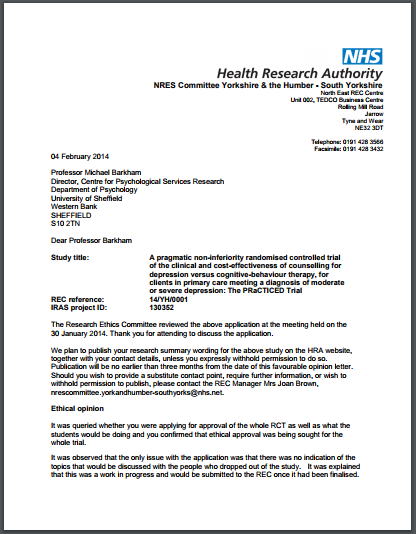 NHS
Health Research Authority
NRES Committee Yorkshire & the Humber - South Yorkshire
North East REC Centre
Unit 002, TEDCO Business Centre
Rolling Mill Road
Jarrow
Tyne and Wear
NE32 3DT
Telephone: 0191 428 3566
Facsimile: 0191 428 3432
04 February 2014
Professor Michael Barkham
Director, Centre for Psychological Services Research
Department of Psychology
University of Sheffield
Western Bank
SHEFFIELD
S10 2TN
Dear Professor Barkham
Study title: A pragmatic non-inferiority randomised controlled trial
of the clinical and cost-effectiveness of counselling for
depression versus cognitive-behaviour therapy, for
clients in primary care meeting a diagnosis of moderate
or severe depression: The PRaCTICED Trial
REC reference: 14/YH/0001
IRAS project ID: 130352
The Research Ethics Committee reviewed the above application at the meeting held on the
30 January 2014. Thank you for attending to discuss the application.
We plan to publish your research summary wording for the above study on the HRA website,
together with your contact details, unless you expressly withhold permission to do so.
Publication will be no earlier than three months from the date of this favourable opinion letter.
Should you wish to provide a substitute contact point, require further information, or wish to
withhold permission to publish, please contact the REC Manager Mrs Joan Brown,
nrescommittee.yorkandhumber-southyorks@nhs.net.
Ethical opinion
It was queried whether you were applying for approval of the whole RCT as well as what the
students would be doing and you confirmed that ethical approval was being sought for the
whole trial.
It was observed that the only issue with the application was that there was no indication of the
topics that would be discussed with the people who dropped out of the study. It was explained
that this was a work in progress and would be submitted to the REC once it had been finalised.